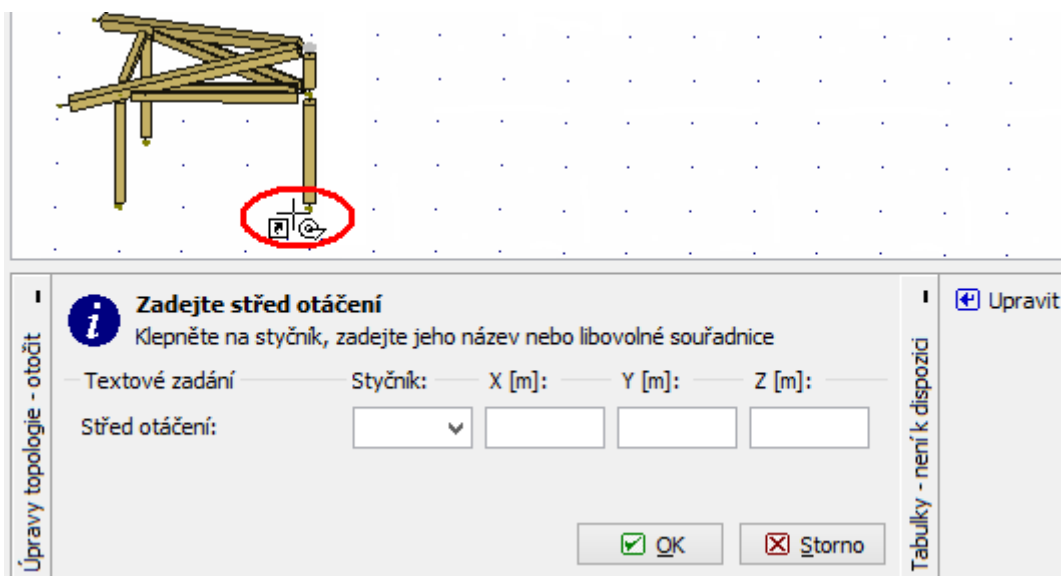 Úpravy topologie - otočit
Zadejte střed otáčení
Klepněte na styčník, zadejte jeho název nebo libovolné souřadnice
Textové zadání Styčník: X [m]: Y [m]: Z [m]:
Střed otáčení:
OK Storno
Tabulky - není k dispozici
Upravit